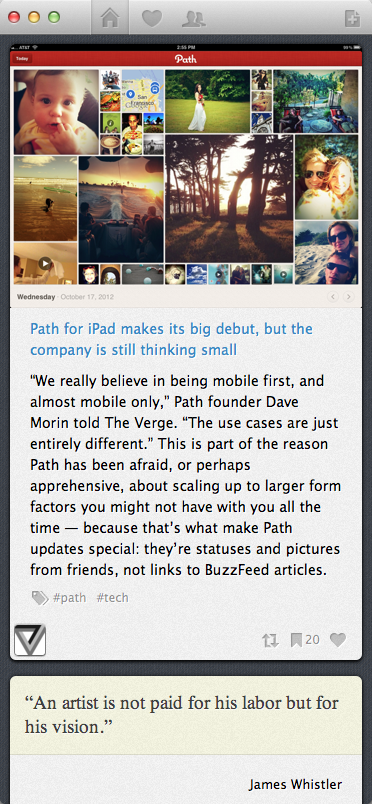 AT&T
2:55 PM
99%
Today
Path
San
Francisco
Wednesday · October 17, 2012
Path for iPad makes its big debut, but the
company is still thinking small
“We really believe in being mobile first, and
almost mobile only,” Path founder Dave
Morin told The Verge. “The use cases are just
entirely different.” This is part of the reason
Path has been afraid, or perhaps
apprehensive, about scaling up to larger form
factors you might not have with you all the
time — because that’s what make Path
updates special: they’re statuses and pictures
from friends, not links to BuzzFeed articles.
#path #tech
20
“An artist is not paid for his labor but for
his vision.”
James Whistler